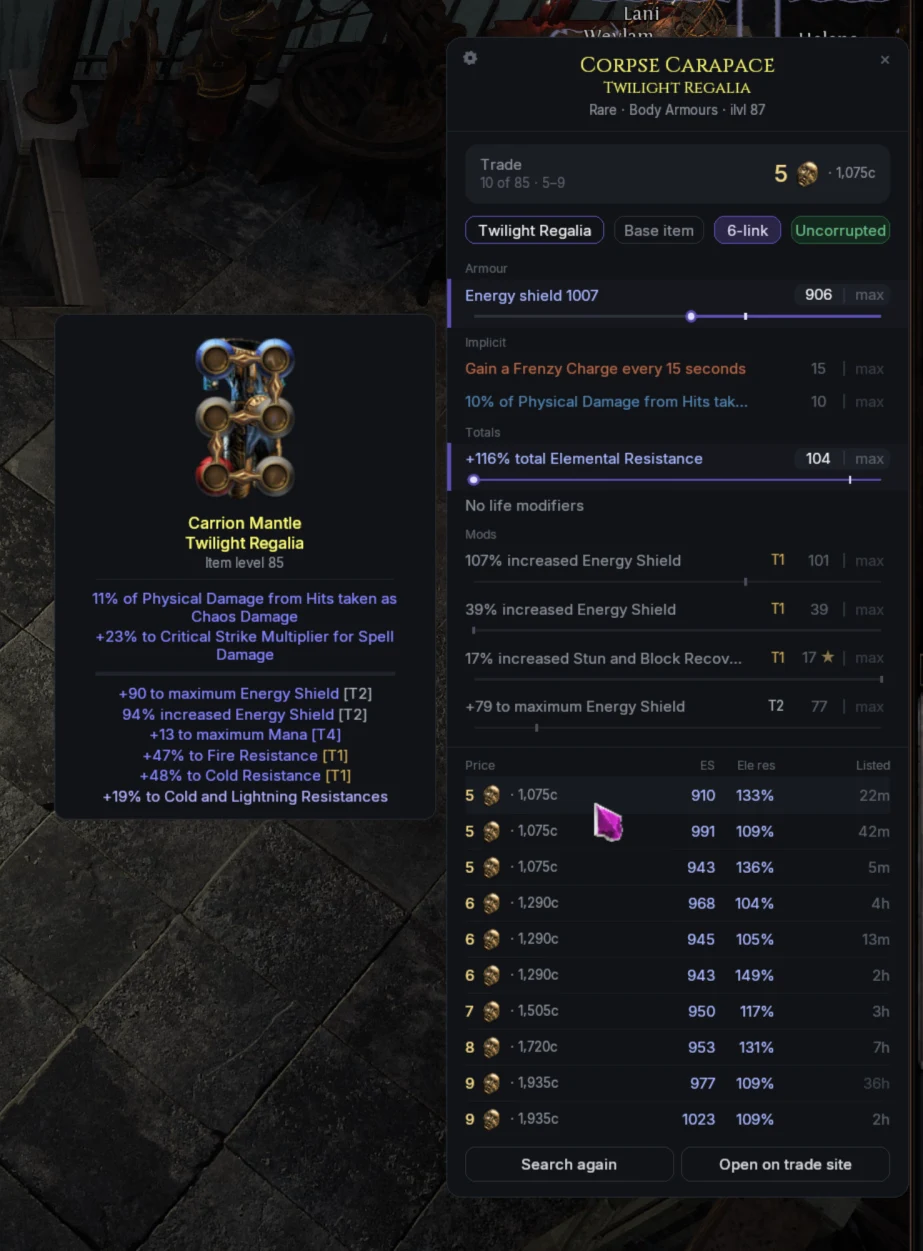 Lani
Weylam
Helena
Corpse Carapace
Twilight Regalia
Rare · Body Armours · ilvl 87
Trade
10 of 85 · 5–9
5 · 1,075c
Twilight Regalia
Base item
6-link
Uncorrupted
Armour
Energy shield 1007 906 | max
Implicit
Gain a Frenzy Charge every 15 seconds 15 | max
10% of Physical Damage from Hits tak... 10 | max
Totals
+116% total Elemental Resistance 104 | max
No life modifiers
Mods
107% increased Energy Shield T1 101 | max
39% increased Energy Shield T1 39 | max
17% increased Stun and Block Recov... T1 17 ★ | max
+79 to maximum Energy Shield T2 77 | max
Price ES Ele res Listed
5 · 1,075c 910 133% 22m
5 · 1,075c 991 109% 42m
5 · 1,075c 943 136% 5m
6 · 1,290c 968 104% 4h
6 · 1,290c 945 105% 13m
6 · 1,290c 943 149% 2h
7 · 1,505c 950 117% 3h
8 · 1,720c 953 131% 7h
9 · 1,935c 977 109% 36h
9 · 1,935c 1023 109% 2h
Search again
Open on trade site
Carrion Mantle
Twilight Regalia
Item level 85
11% of Physical Damage from Hits taken as
Chaos Damage
+23% to Critical Strike Multiplier for Spell
Damage
+90 to maximum Energy Shield [T2]
94% increased Energy Shield [T2]
+13 to maximum Mana [T4]
+47% to Fire Resistance [T1]
+48% to Cold Resistance [T1]
+19% to Cold and Lightning Resistances